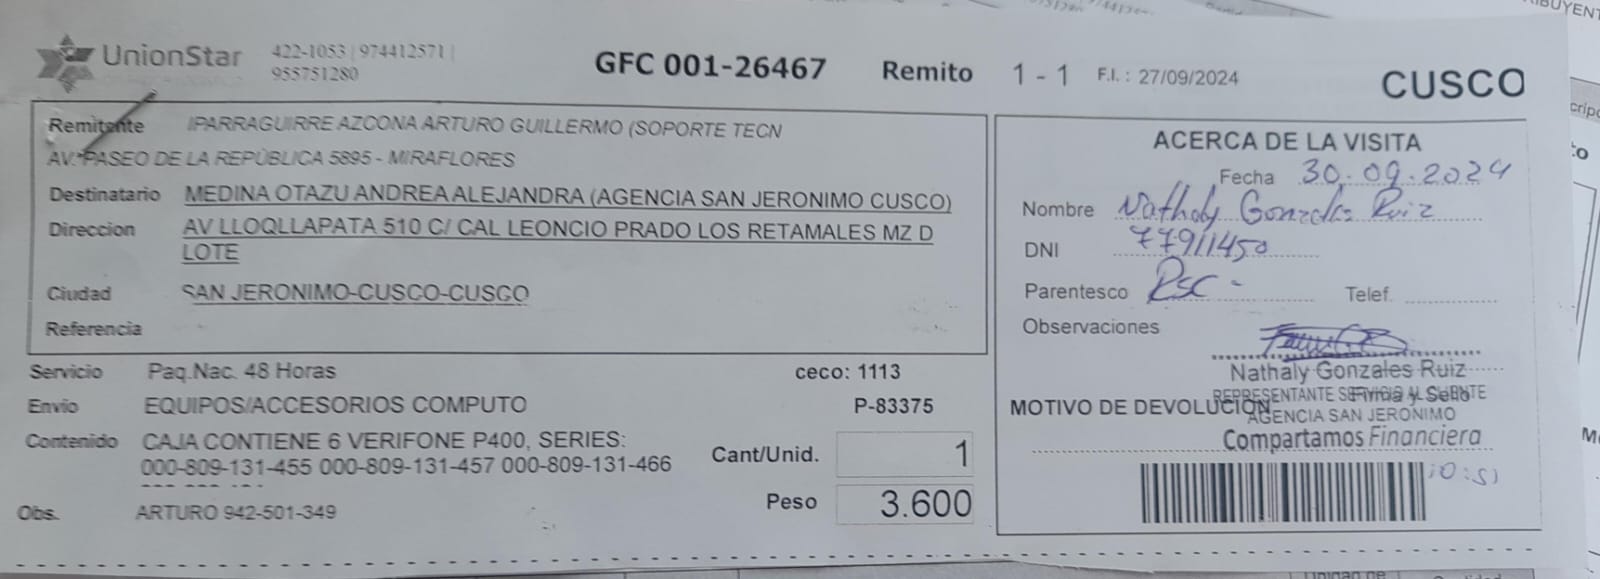 UnionStar
422-1053 | 974412571 |
955751280
GFC 001-26467
Remito 1 - 1
F.I. : 27/09/2024
CUSCO
Remitente IPARRAGUIRRE AZCONA ARTURO GUILLERMO (SOPORTE TECN
AV. PASEO DE LA REPÚBLICA 5895 - MIRAFLORES
Destinatario MEDINA OTAZU ANDREA ALEJANDRA (AGENCIA SAN JERONIMO CUSCO)
Direccion AV LLOQLLAPATA 510 C/ CAL LEONCIO PRADO LOS RETAMALES MZ D
LOTE
Ciudad SAN JERONIMO-CUSCO-CUSCO
Referencia
Servicio Paq.Nac. 48 Horas
ceco: 1113
Envio EQUIPOS/ACCESORIOS COMPUTO
P-83375
Contenido CAJA CONTIENE 6 VERIFONE P400, SERIES:
000-809-131-455 000-809-131-457 000-809-131-466
Cant/Unid. 1
Peso 3.600
Obs. ARTURO 942-501-349
ACERCA DE LA VISITA
Fecha 30.09.2024
Nombre Nathaly Gonzales Ruiz
DNI 77911450
Parentesco Rsc -
Telef.
Observaciones
Nathaly Gonzales Ruiz
REPRESENTANTE SERVICIO AL CLIENTE
Firma y Sello
MOTIVO DE DEVOLUCION
AGENCIA SAN JERONIMO
Compartamos Financiera
10:51